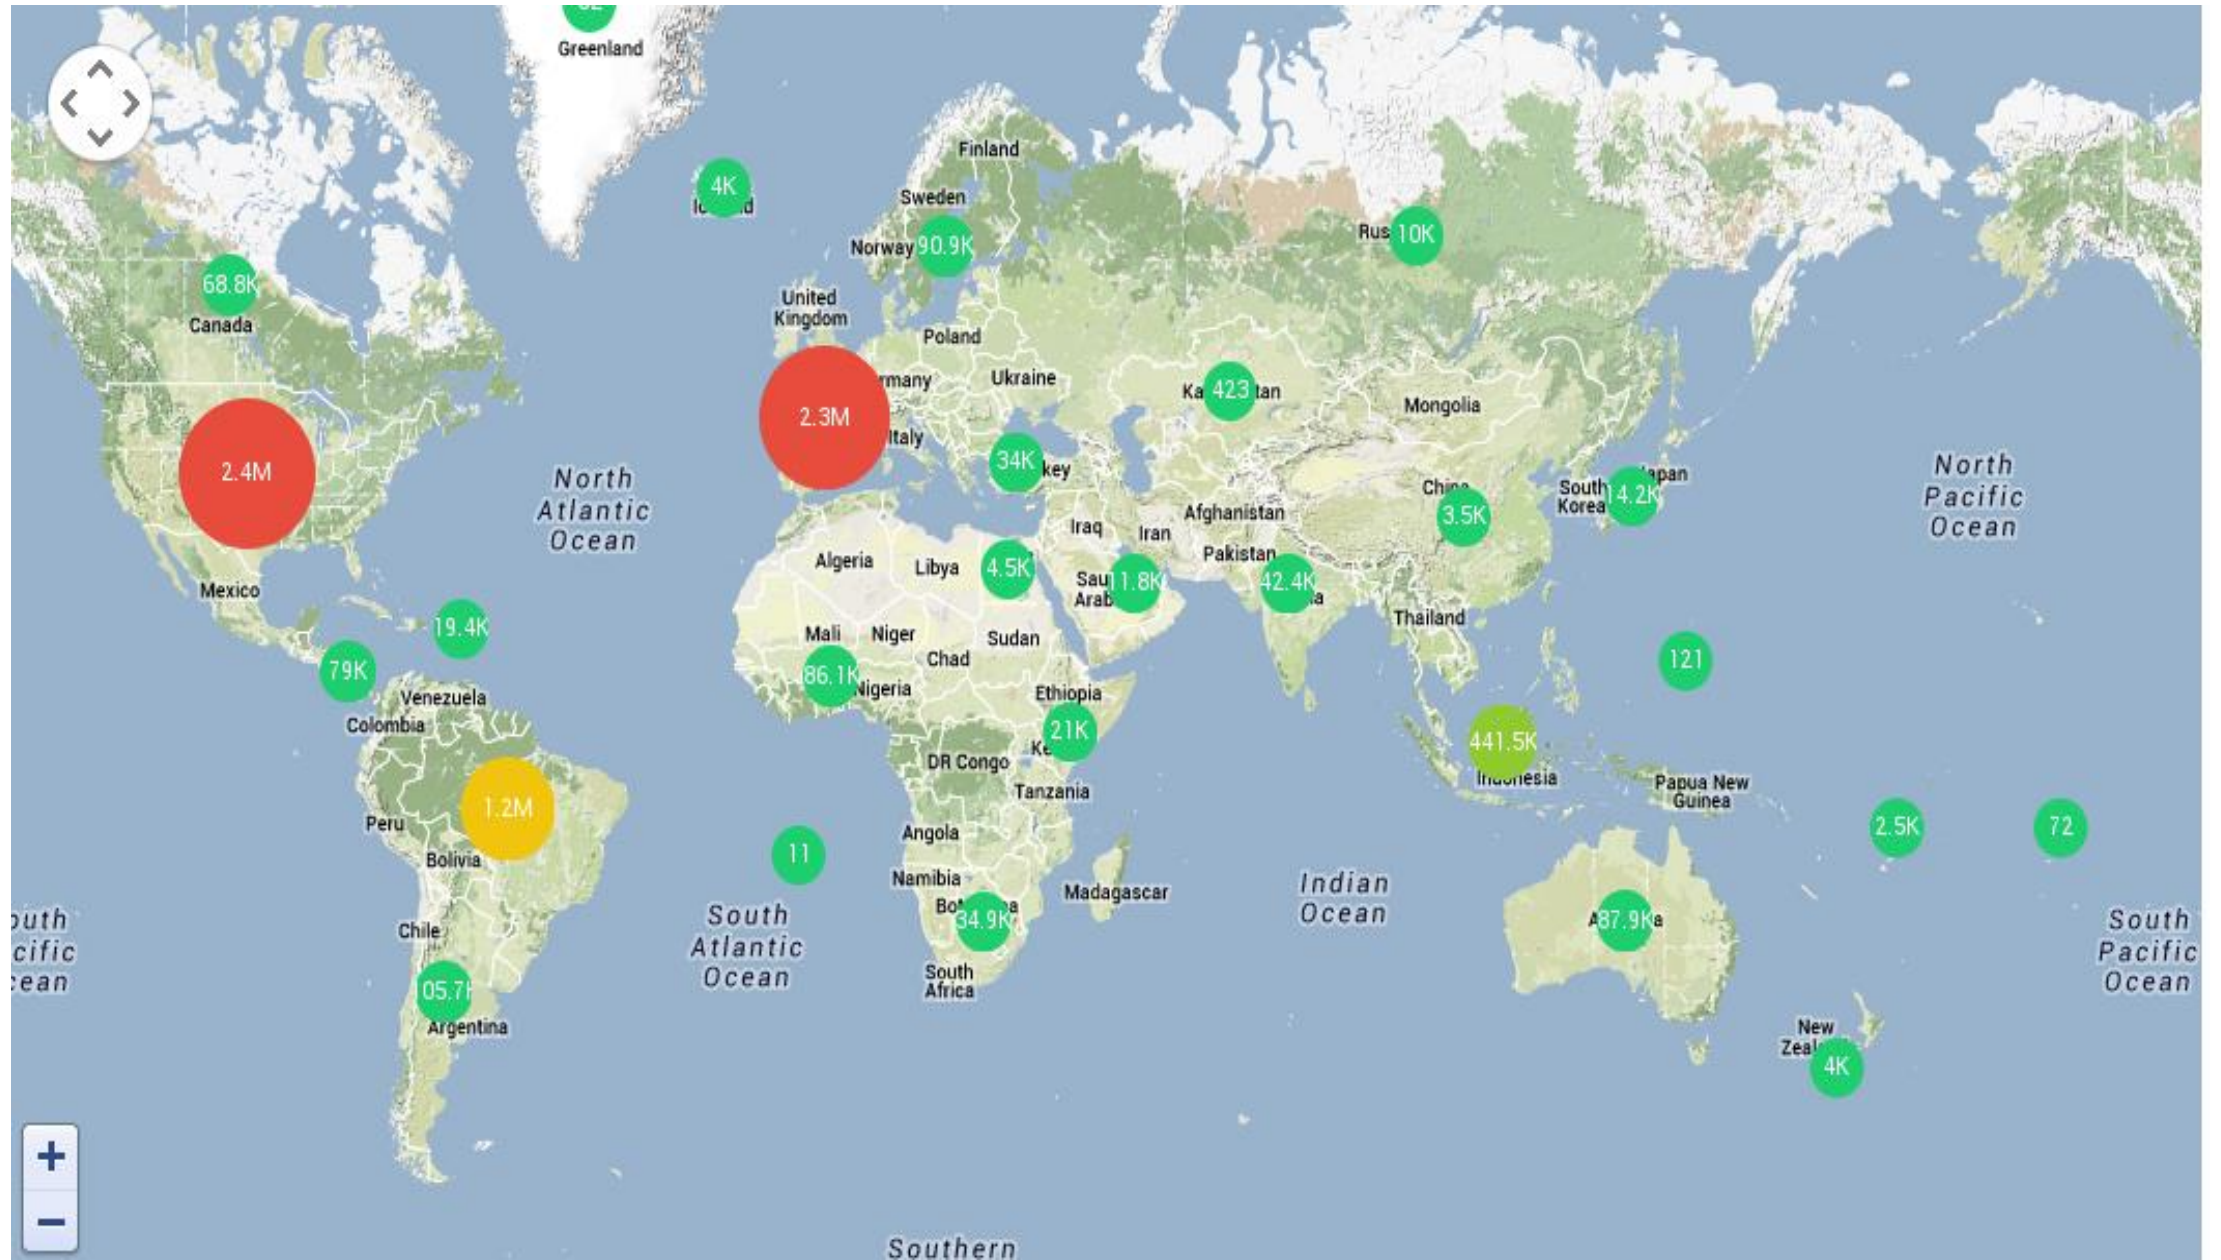 Greenland
Finland
4K
Sweden
Norway
90.9K
10K
68.8K
Canada
United
Kingdom
Poland
Ukraine
423
Mongolia
2.4M
2.3M
Italy
34K
North
Atlantic
Ocean
North
Pacific
Ocean
China
3.5K
South
Korea
14.2K
Afghanistan
Iraq
Iran
Pakistan
Algeria
Libya
4.5K
11.8K
42.4K
Mexico
Thailand
19.4K
Mali
Niger
Sudan
Chad
79K
86.1K
Nigeria
121
Venezuela
Colombia
Ethiopia
21K
441.5K
Indonesia
DR Congo
Tanzania
Papua New
Guinea
1.2M
Peru
Angola
2.5K
72
11
Bolivia
Namibia
Madagascar
Indian
Ocean
34.9K
87.9K
South
Atlantic
Ocean
Chile
South
Pacific
Ocean
South
Africa
05.7
Argentina
New
4K
+
−
Southern